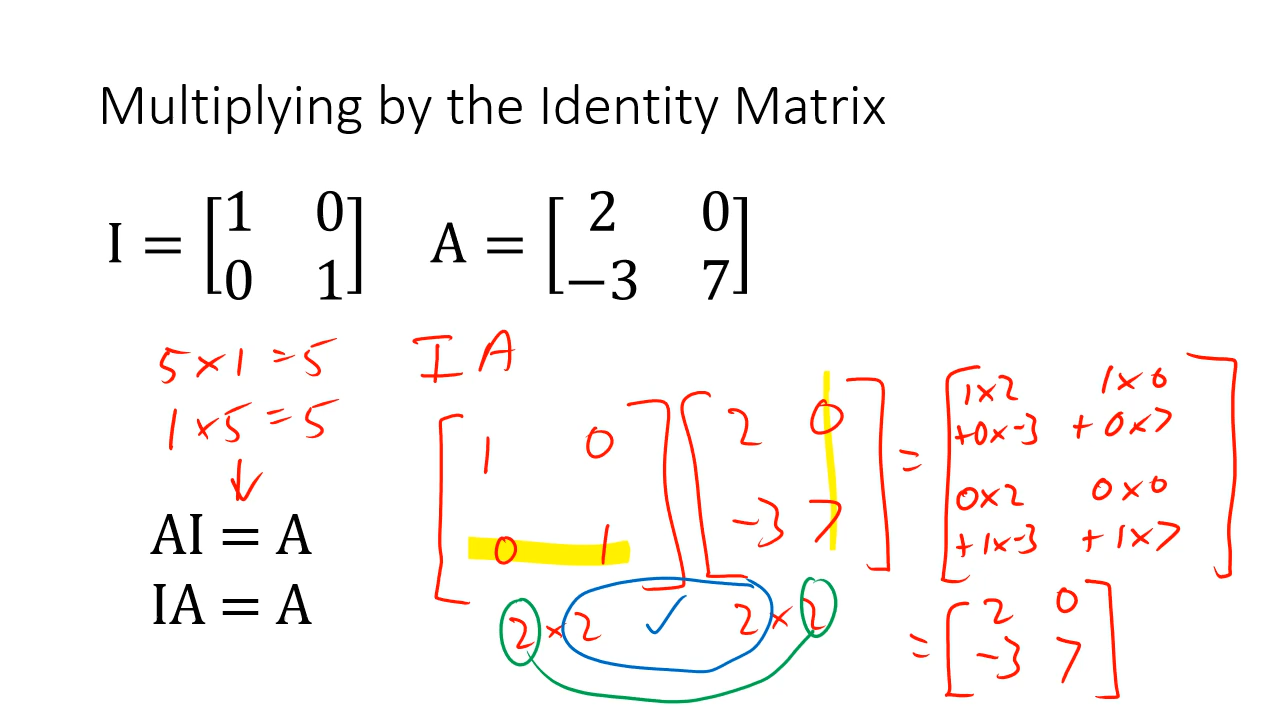 Multiplying by the Identity Matrix
I = [1 0
0 1]
A = [2 0
−3 7]
5 × 1 = 5
1 × 5 = 5
↓
AI = A
IA = A
I A
[1 0
0 1]
[2 0
-3 7]
= [1×2 1×0
+0×-3 +0×7
0×2 0×0
+1×-3 +1×7]
2 × 2 ✓ 2 × 2
= [2 0
-3 7]